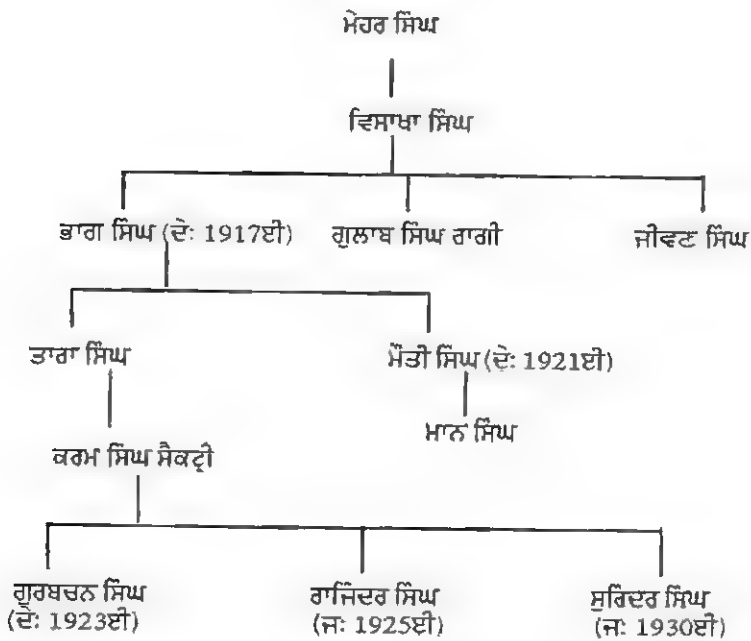 ਮੇਹਰ ਸਿੰਘ
ਵਿਸਾਖਾ ਸਿੰਘ
ਭਾਗ ਸਿੰਘ (ਦੇ: 1917ਈ) ਗੁਲਾਬ ਸਿੰਘ ਰਾਗੀ ਜੀਵਣ ਸਿੰਘ
ਤਾਰਾ ਸਿੰਘ ਮੌਤੀ ਸਿੰਘ (ਦੇ: 1921ਈ)
ਮਾਨ ਸਿੰਘ
ਕਰਮ ਸਿੰਘ ਸੈਕਟ੍ਰੀ
ਗੁਰਬਚਨ ਸਿੰਘ ਰਾਜਿੰਦਰ ਸਿੰਘ ਸੁਰਿੰਦਰ ਸਿੰਘ
(ਦੇ: 1923ਈ) (ਜ: 1925ਈ) (ਜ: 1930ਈ)